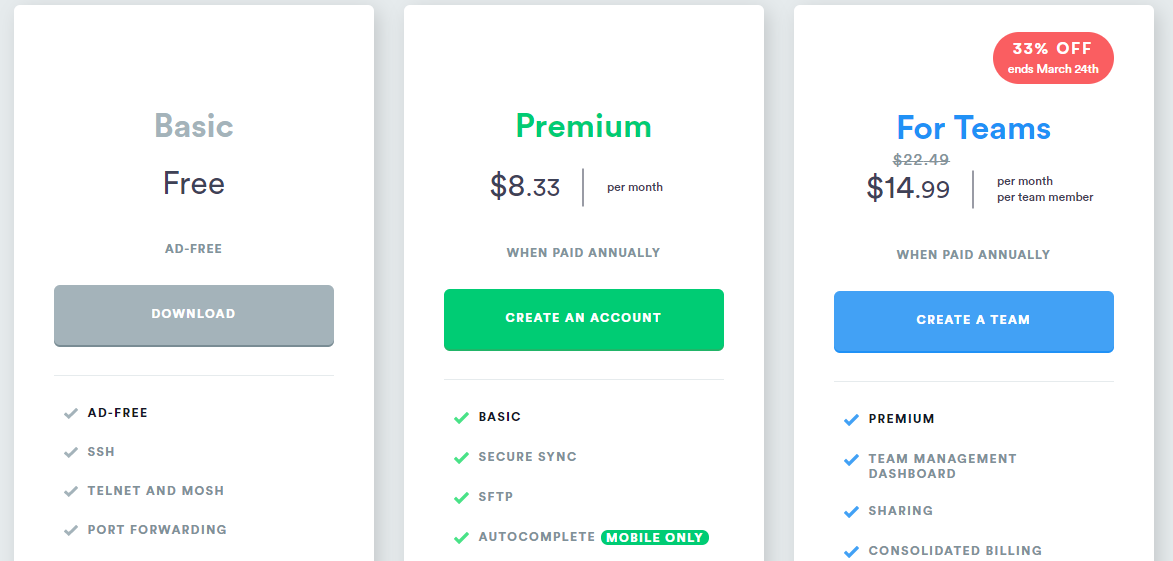 Basic
Free
AD-FREE
DOWNLOAD
AD-FREE
SSH
TELNET AND MOSH
PORT FORWARDING
Premium
$8.33
per month
WHEN PAID ANNUALLY
CREATE AN ACCOUNT
BASIC
SECURE SYNC
SFTP
AUTOCOMPLETE MOBILE ONLY
33% OFF
ends March 24th
For Teams
$22.49
$14.99
per month
per team member
WHEN PAID ANNUALLY
CREATE A TEAM
PREMIUM
TEAM MANAGEMENT
DASHBOARD
SHARING
CONSOLIDATED BILLING